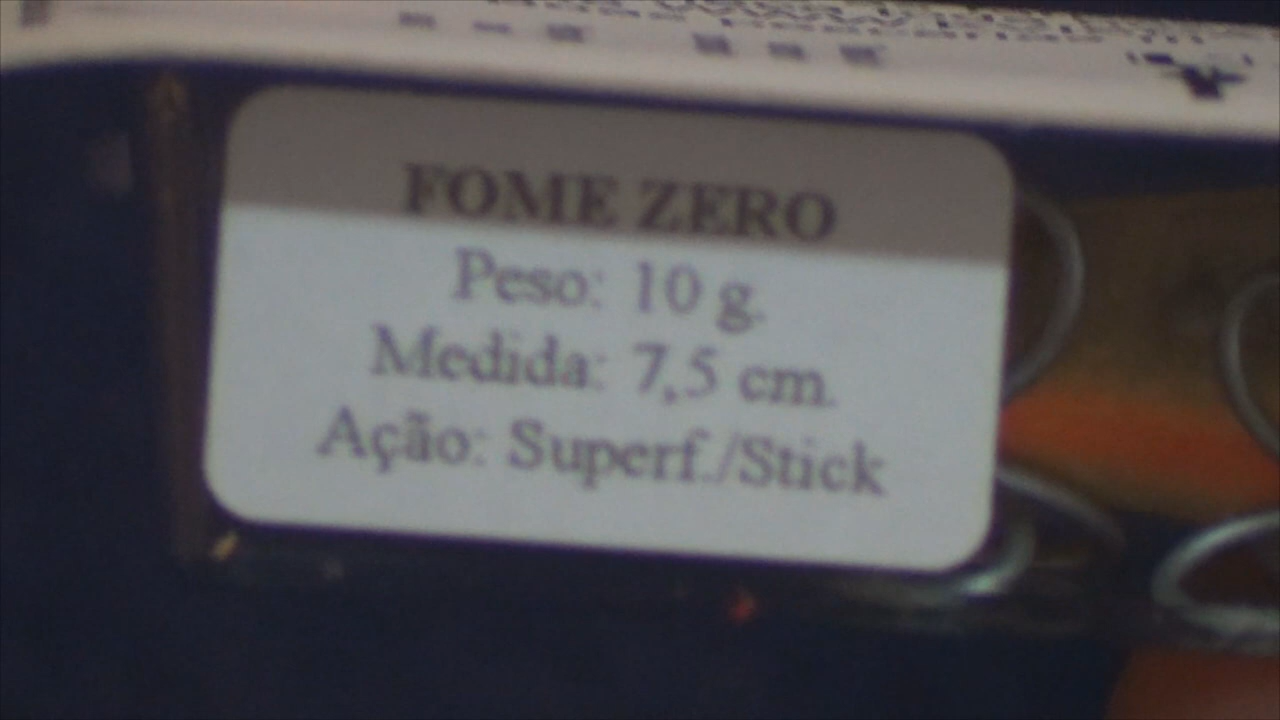 FOME ZERO
Peso: 10 g.
Medida: 7,5 cm.
Ação: Superf./Stick